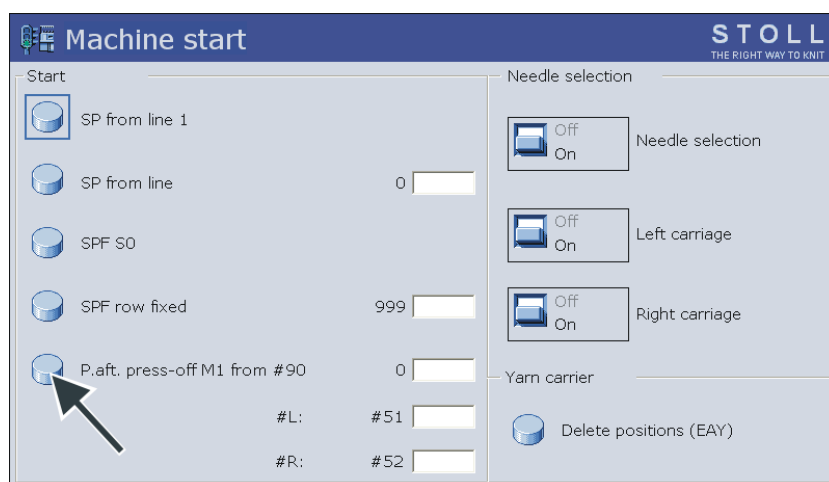 Machine start
STOLL
THE RIGHT WAY TO KNIT
Start
SP from line 1
SP from line 0
SPF S0
SPF row fixed 999
P.aft. press-off M1 from #90 0
#L: #51
#R: #52
Needle selection
Off
On
Needle selection
Off
On
Left carriage
Off
On
Right carriage
Yarn carrier
Delete positions (EAY)